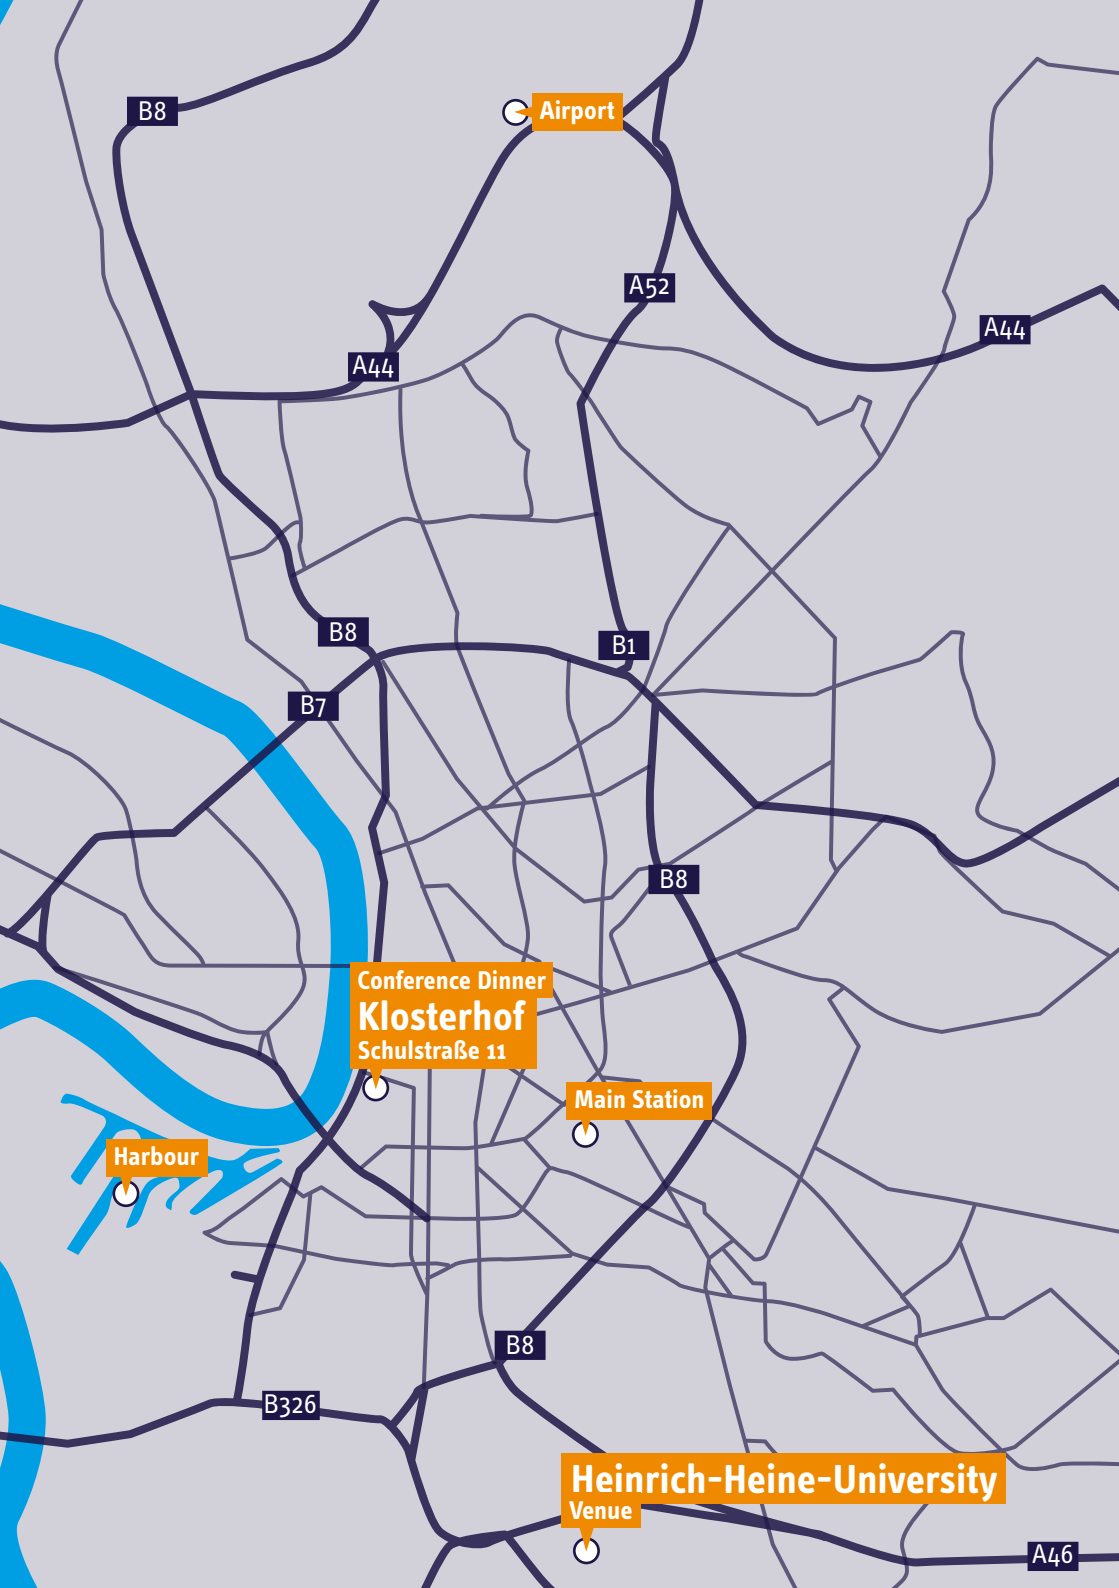 B8
Airport
A52
A44
A44
B8
B1
B7
B8
Conference Dinner
Klosterhof
Schulstraße 11
Main Station
Harbour
B8
B326
Heinrich-Heine-University
Venue
A46